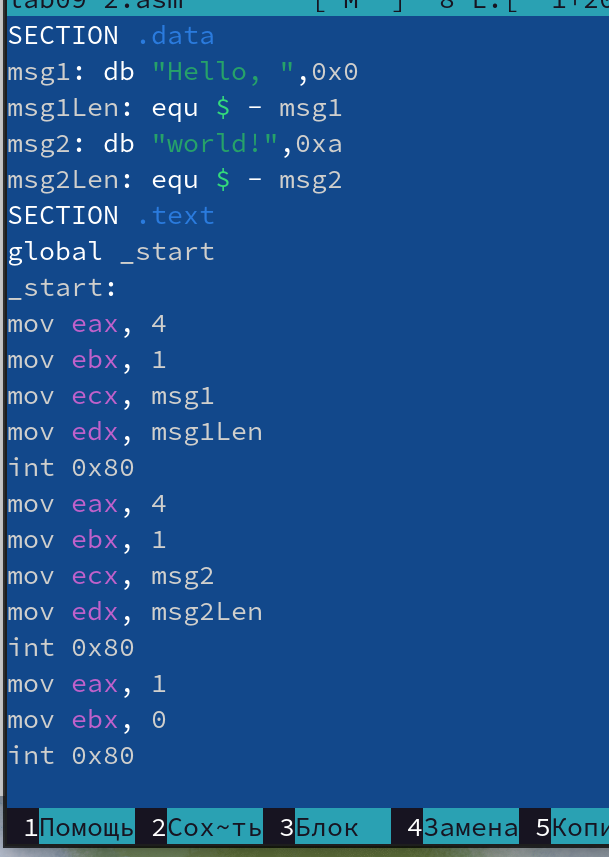 lab09-2.asm [-M--] 8 L:[ 1+20
SECTION .data
msg1: db "Hello, ",0x0
msg1Len: equ $ - msg1
msg2: db "world!",0xa
msg2Len: equ $ - msg2
SECTION .text
global _start
_start:
mov eax, 4
mov ebx, 1
mov ecx, msg1
mov edx, msg1Len
int 0x80
mov eax, 4
mov ebx, 1
mov ecx, msg2
mov edx, msg2Len
int 0x80
mov eax, 1
mov ebx, 0
int 0x80
1Помощь 2Сох~ть 3Блок 4Замена 5Копи